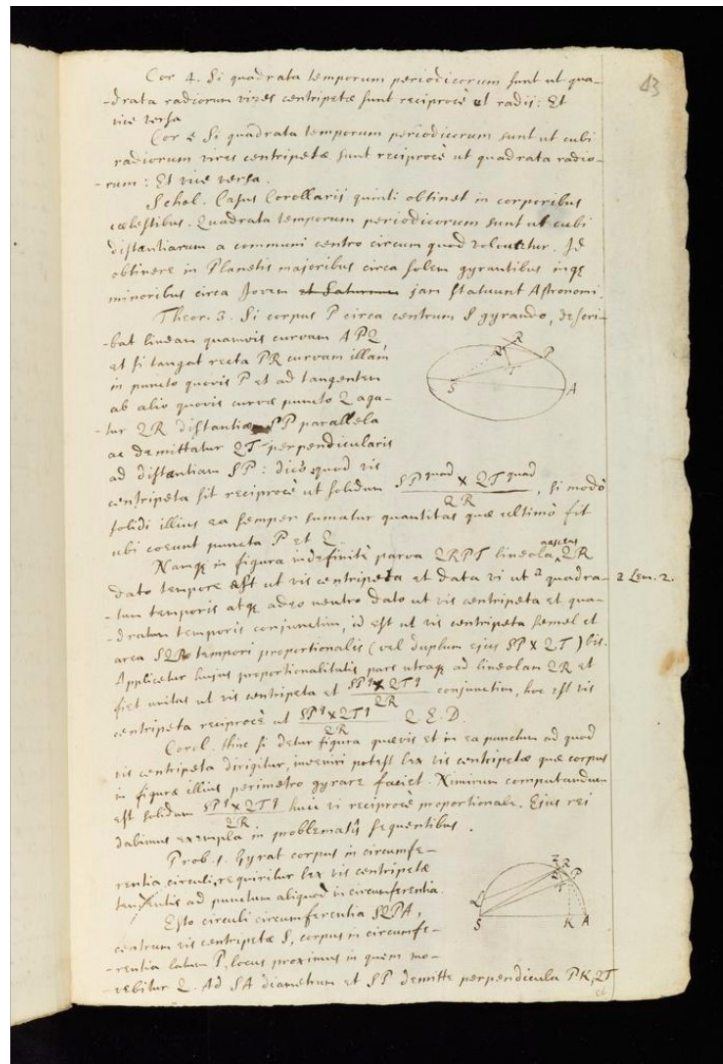 43
Cor 4. Si quadrata temporum periodicorum sunt ut qua-
-drata radiorum vires centripetæ sunt reciprocè ut radii: Et
vice versa
Cor 5 Si quadrata temporum periodicorum sunt ut cubi
radiorum vires centripetæ sunt reciprocè ut quadrata radio-
-rum: Et vice versa.
Schol. Casus Corollarij quinti obtinet in corporibus
cœlestibus. Quadrata temporum periodicorum sunt ut cubi
distantiarum a communi centro circum quod volvuntur. Id
obtinere in Planetis majoribus circa Solem gyrantibus inqꝫ
minoribus circa Jovem et Saturnum jam statuunt Astronomi.
Theor. 3. Si corpus P circa centrum S gyrando, descri-
-bat lineam quamvis curvam APQ,
et si tangat recta PR curvam illam
in puncto quovis P et ad tangentem
ab alio quovis curvæ puncto Q aga-
-tur QR distantiæ SP parallela
ac demittatur QT perpendicularis
ad distantiam SP: dico quod vis
centripeta sit reciprocè ut solidum SP quad × QT quad / QR, si modò
solidi illius ea semper sumatur quantitas quæ ultimò fit
ubi coeunt puncta P et Q.
Namqꝫ in figura indefinitè parva QRPT lineola nascens QR
dato tempore est ut vis centripeta et data vi ut quadra- 2 Lem. 2.
-tum temporis atqꝫ adeo neutro dato ut vis centripeta et qua-
-dratum temporis conjunctim, id est ut vis centripeta semel et
area SQP tempori proportionalis (vel duplum ejus SP × QT) bis.
Applicetur hujus proportionalitatis pars utraqꝫ ad lineolam QR et
fiet unitas ut vis centripeta et SPq × QTq / QR conjunctim, hoc est vis
centripeta reciprocè ut SPq × QTq / QR Q.E.D.
Corol. Hinc si detur figura quævis et in ea punctum ad quod
vis centripeta dirigitur, inveniri potest lex vis centripetæ quæ corpus
in figuræ illius perimetro gyrare faciet. Nimirum computandum
est solidum SPq × QTq / QR huic vi reciprocè proportionale. Ejus rei
dabimus exempla in problematis sequentibus.
Prob. 1. Gyrat corpus in circumfe-
rentia circuli, requiritur lex vis centripetæ
tendentis ad punctum aliquod in circumferentia.
Esto circuli circumferentia SQPA,
centrum vis centripetæ S, corpus in circumfe-
-rentia latum P, locus proximus in quem mo-
-vebitur Q. Ad SA diametrum et SP demitte perpendicula PK, QT